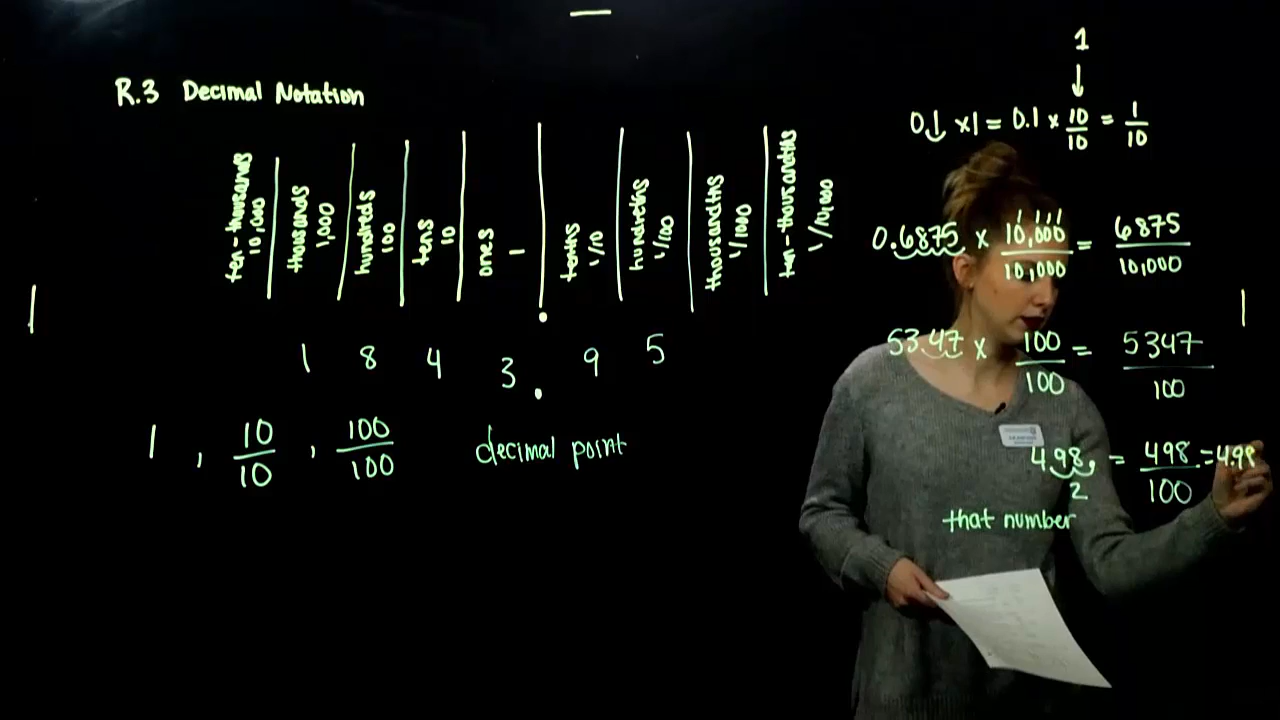 R.3 Decimal Notation
ten-thousands 10,000
thousands 1,000
hundreds 100
tens 10
ones
tenths 1/10
hundreths 1/100
thousandths 1/1000
ten-thousandths 1/10,000
1 8 4 3 . 9 5
1 , 10/10 , 100/100
decimal point
1
0.1 × 1 = 0.1 × 10/10 = 1/10
0.6875 × 10,000/10,000 = 6875/10,000
53.47 × 100/100 = 5347/100
4.98 = 498/100 = 4.98
2
that number